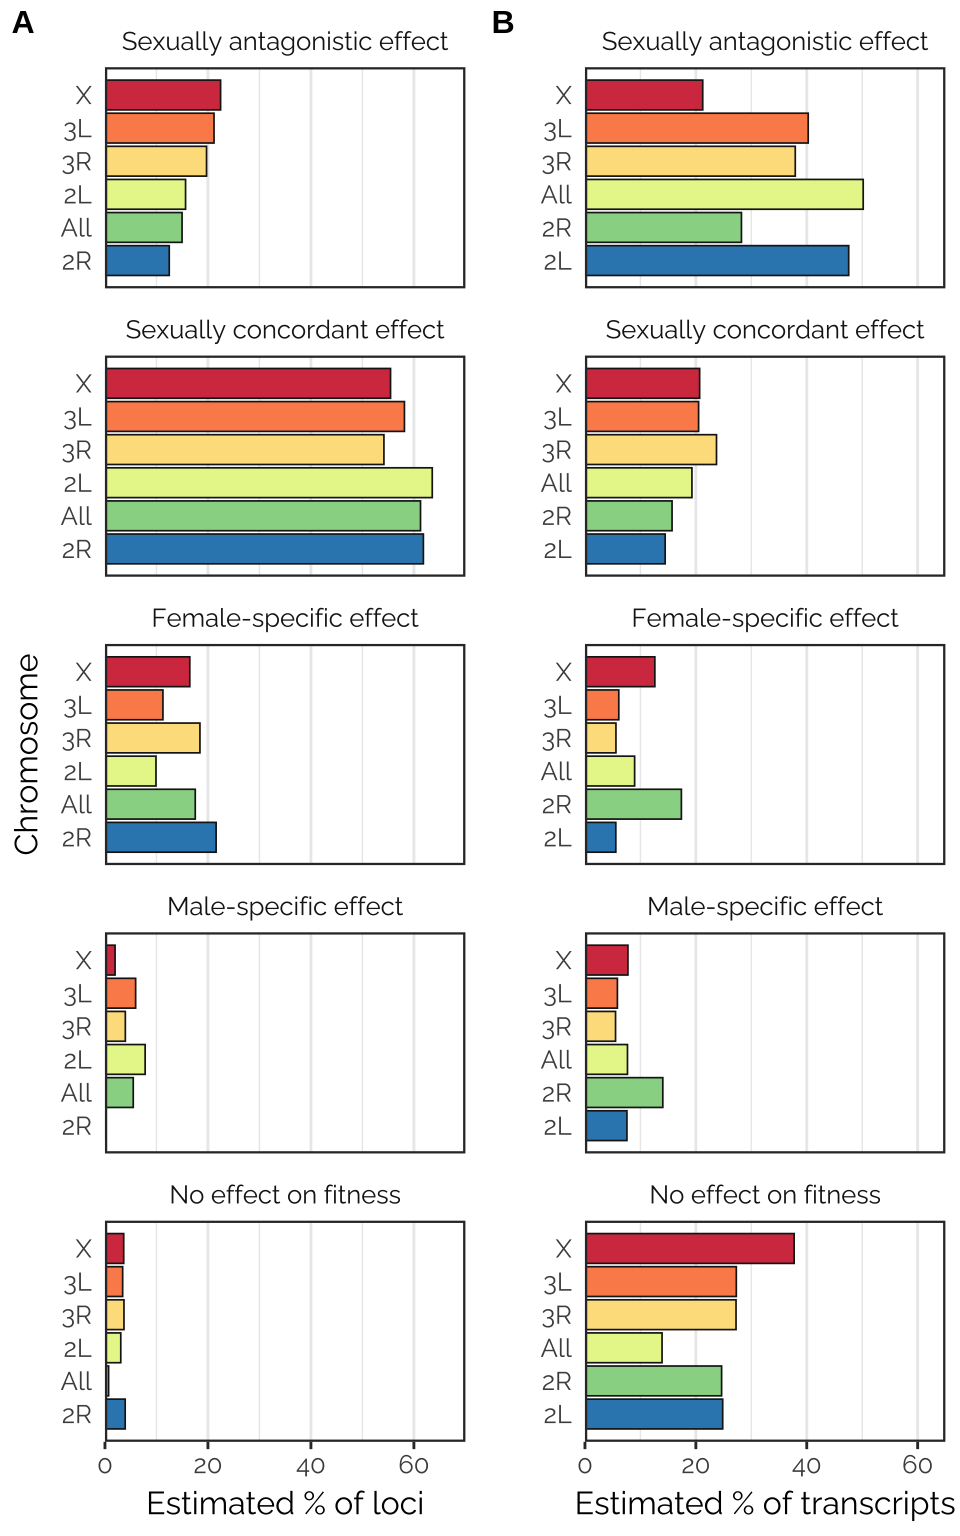 A
Sexually antagonistic effect
X
3L
3R
2L
All
2R
Sexually concordant effect
X
3L
3R
2L
All
2R
Female-specific effect
X
3L
3R
2L
All
2R
Male-specific effect
X
3L
3R
2L
All
2R
No effect on fitness
X
3L
3R
2L
All
2R
0 20 40 60
Estimated % of loci
Chromosome
B
Sexually antagonistic effect
X
3L
3R
All
2R
2L
Sexually concordant effect
X
3L
3R
All
2R
2L
Female-specific effect
X
3L
3R
All
2R
2L
Male-specific effect
X
3L
3R
All
2R
2L
No effect on fitness
X
3L
3R
All
2R
2L
0 20 40 60
Estimated % of transcripts